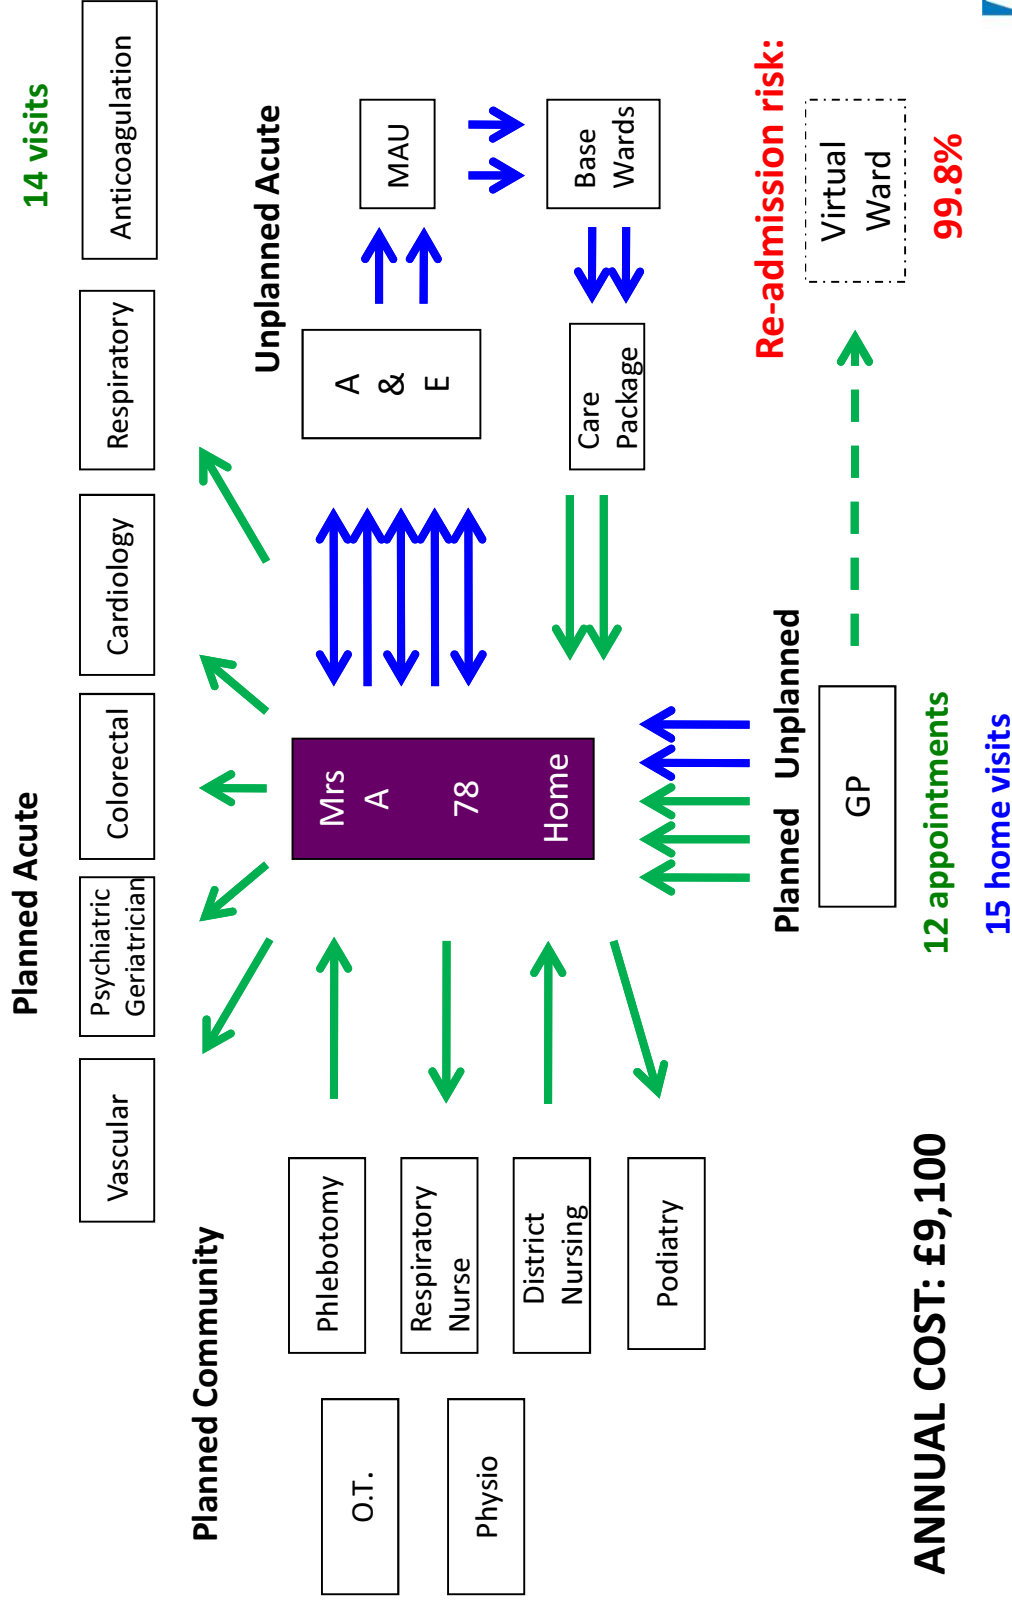 Planned Acute
14 visits
Vascular
Psychiatric
Geriatrician
Colorectal
Cardiology
Respiratory
Anticoagulation
Planned Community
Unplanned Acute
O.T.
Physio
Phlebotomy
Respiratory
Nurse
District
Nursing
Podiatry
Mrs
A
78
Home
A
&
E
MAU
Base
Wards
Care
Package
Planned
Unplanned
GP
12 appointments
15 home visits
Re-admission risk:
Virtual
Ward
99.8%
ANNUAL COST: £9,100